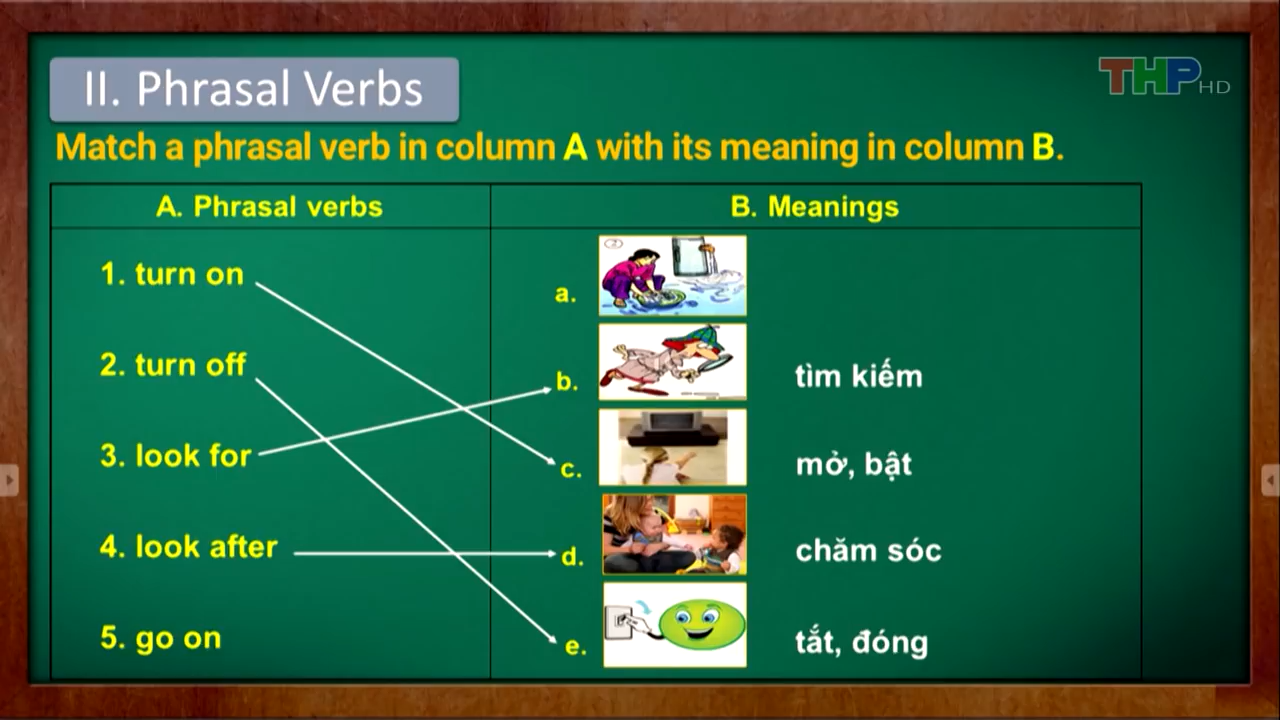 II. Phrasal Verbs
THP HD
Match a phrasal verb in column A with its meaning in column B.
A. Phrasal verbs
B. Meanings
1. turn on
2. turn off
3. look for
4. look after
5. go on
a.
2
b.
tìm kiếm
c.
mở, bật
d.
chăm sóc
e.
tắt, đóng